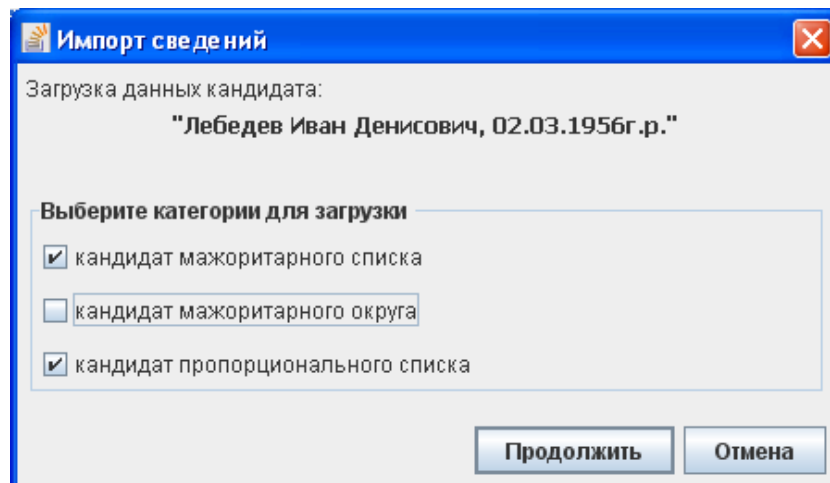 Импорт сведений
Загрузка данных кандидата:
"Лебедев Иван Денисович, 02.03.1956г.р."
Выберите категории для загрузки
кандидат мажоритарного списка
кандидат мажоритарного округа
кандидат пропорционального списка
Продолжить Отмена